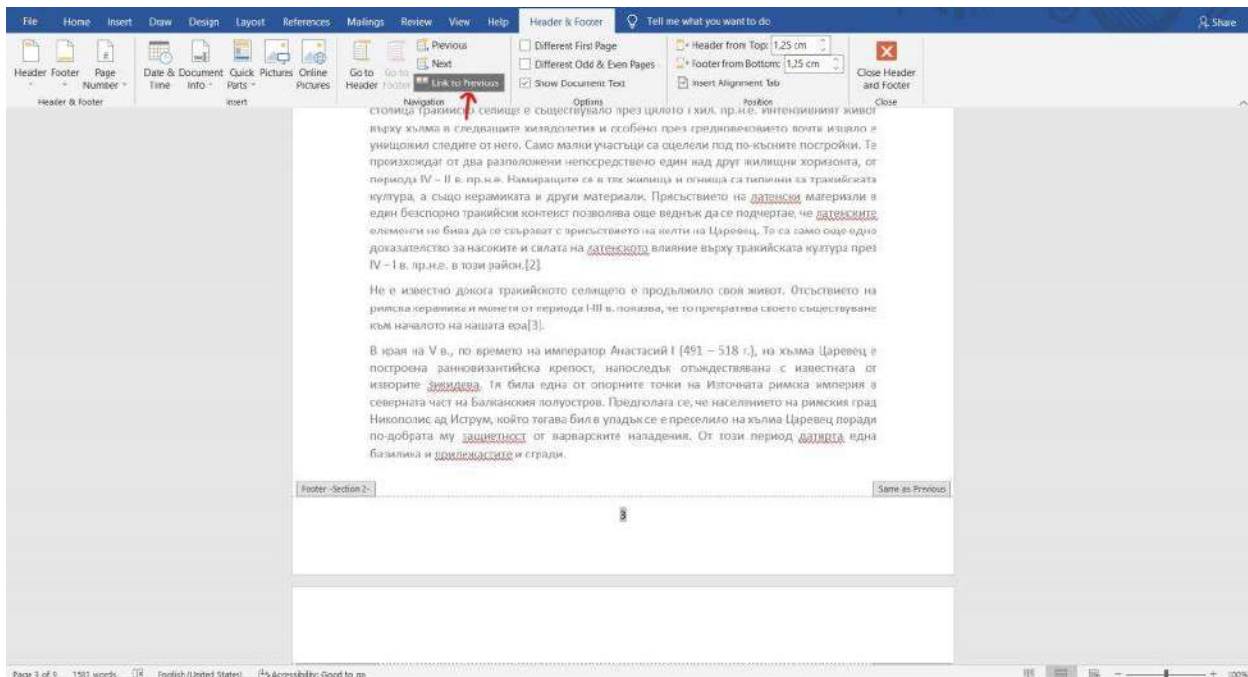 File Home Insert Draw Design Layout References Mailings Review View Help Header & Footer Tell me what you want to do Share
Header Footer Page Number
Date & Time Document Info Quick Parts Pictures Online Pictures
Go to Header Go to Footer Previous Next Link to Previous
Different First Page
Different Odd & Even Pages
Show Document Text
Header from Top: 1,25 cm
Footer from Bottom: 1,25 cm
Insert Alignment Tab
Close Header and Footer
Header & Footer Insert Navigation Options Position Close
столица тракийско селище е съществувало през цялото I хил. пр.н.е. Интензивният живот
върху хълма в следващите хилядолетия и особено през средновековието почти изцяло е
унищожил следите от него. Само малки участъци са оцелели под по-късните постройки. Те
произхождат от два разположени непосредствено един над друг жилищни хоризонта, от
периода IV – II в. пр.н.е. Намиращите се в тях жилища и огнища са типични за тракийската
култура, а също керамиката и други материали. Присъствието на латенски материали в
един безспорно тракийски контекст позволява още веднъж да се подчертае, че латенските
елементи не бива да се свързват с присъствието на келти на Царевец. Те са само още едно
доказателство за насоките и силата на латенското влияние върху тракийската култура през
IV – I в. пр.н.е. в този район.[2]
Не е известно докога тракийското селището е продължило своя живот. Отсъствието на
римска керамика и монети от периода I-III в. показва, че то прекратява своето съществуване
към началото на нашата ера[3].
В края на V в., по времето на император Анастасий I (491 – 518 г.), на хълма Царевец е
построена ранновизантийска крепост, напоследък отъждествявана с известната от
изворите Зикидева. Тя била една от опорните точки на Източната римска империя в
северната част на Балканския полуостров. Предполага се, че населението на римския град
Никополис ад Иструм, който тогава бил в упадък се е преселило на хълма Царевец поради
по-добрата му защитност от варварските нападения. От този период датирта една
базилика и прилежастите и сгради.
Footer -Section 2- Same as Previous
3
Page 3 of 9 1581 words English (United States) Accessibility: Good to go 100%